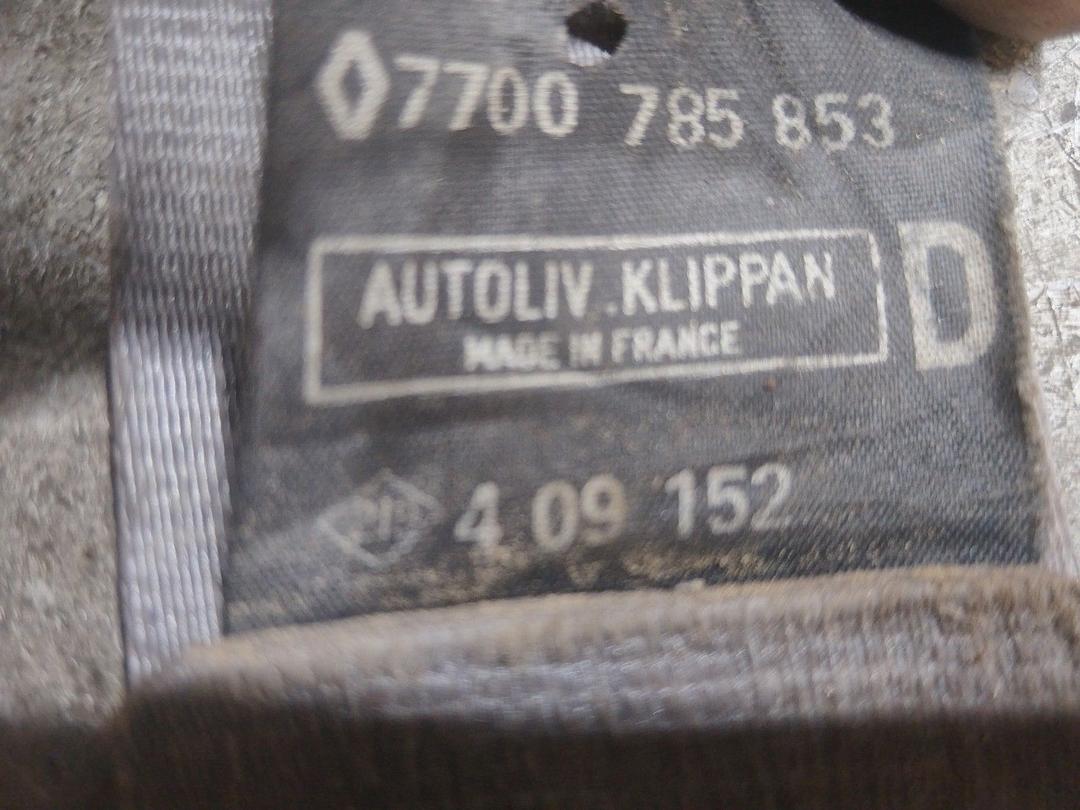 7700 785 853
AUTOLIV.KLIPPAN
MADE IN FRANCE
D
4 09 152